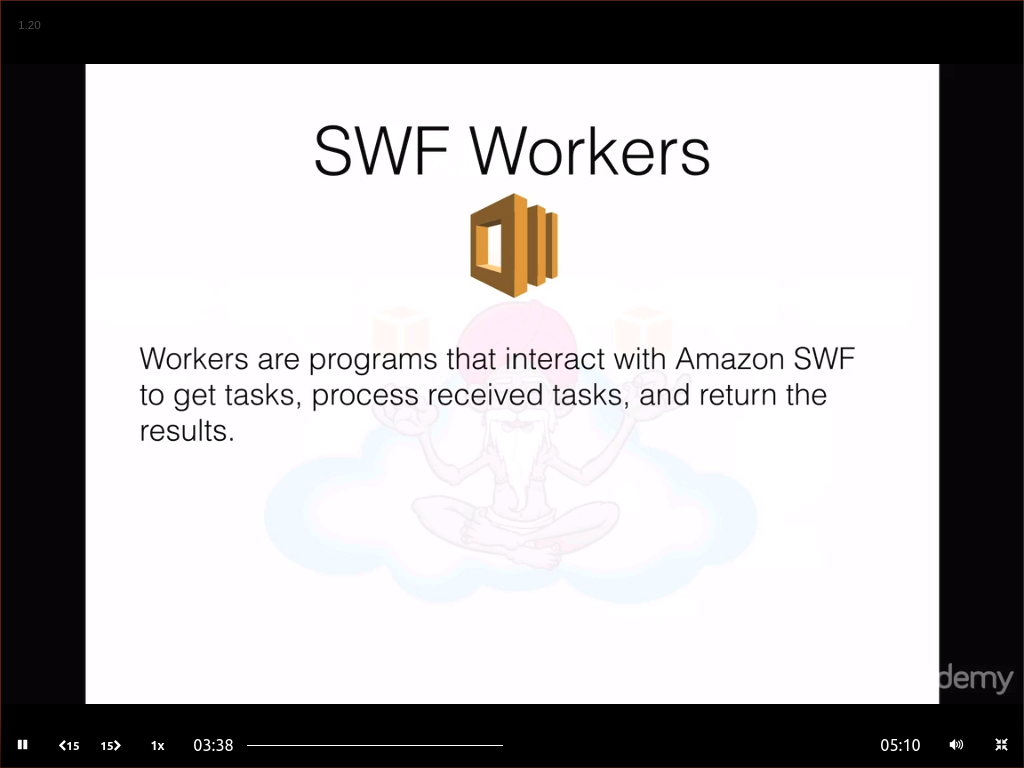 1.20
SWF Workers
Workers are programs that interact with Amazon SWF
to get tasks, process received tasks, and return the
results.
demy
15 15 1x 03:38 05:10